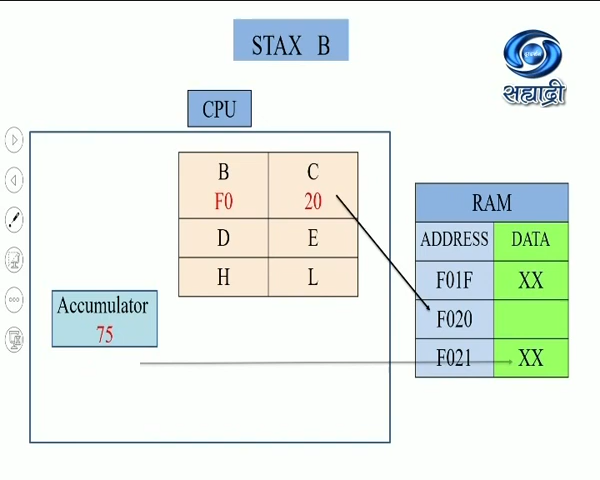 STAX B
सह्याद्री
CPU
B C
F0 20
D E
H L
Accumulator
75
RAM
ADDRESS DATA
F01F XX
F020
F021 XX